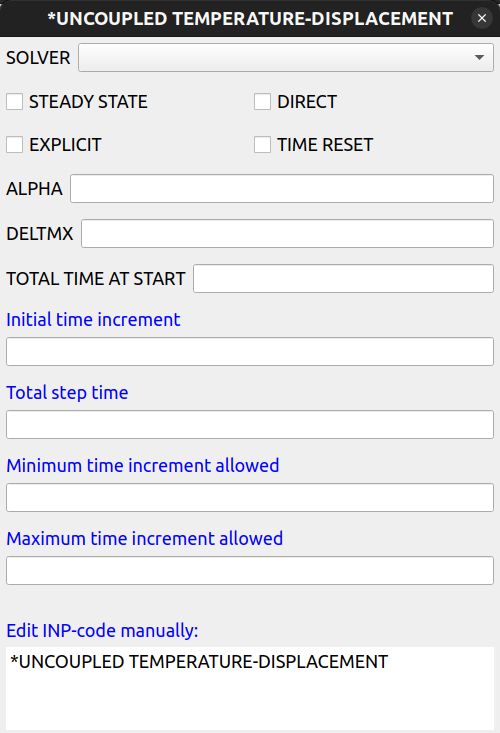 *UNCOUPLED TEMPERATURE-DISPLACEMENT
SOLVER
STEADY STATE DIRECT
EXPLICIT TIME RESET
ALPHA
DELTMX
TOTAL TIME AT START
Initial time increment
Total step time
Minimum time increment allowed
Maximum time increment allowed
Edit INP-code manually:
*UNCOUPLED TEMPERATURE-DISPLACEMENT